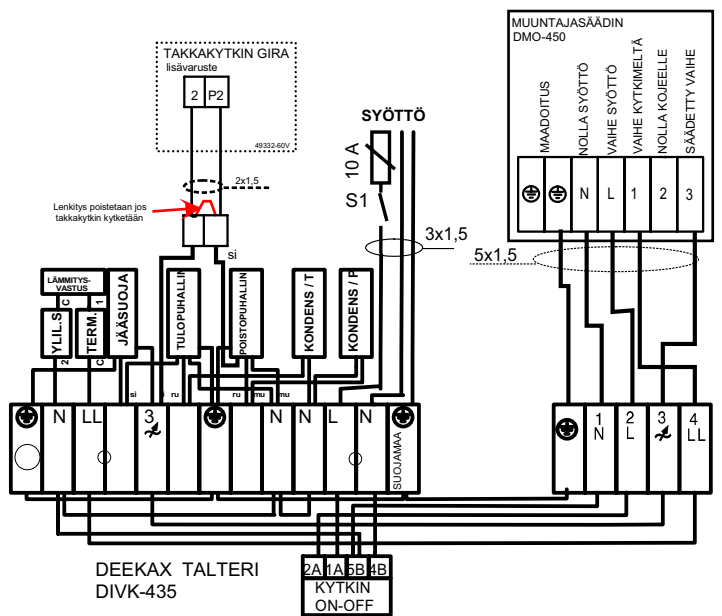 TAKKAKYTKIN GIRA
lisävaruste
2 P2
49332-60V
2x1,5
Lenkitys poistetaan jos
takkakytkin kytketään
si
SYÖTTÖ
10 A
S1
3x1,5
MUUNTAJASÄÄDIN
DMO-450
MAADOITUS
NOLLA SYÖTTÖ
VAIHE SYÖTTÖ
VAIHE KYTKIMELTÄ
NOLLA KOJEELLE
SÄÄDETTY VAIHE
N L 1 2 3
5x1,5
LÄMMITYS-
VASTUS
C 1
YLIL.S
TERM.
JÄÄSUOJA
TULOPUHALLIN
POISTOPUHALLIN
KONDENS / T
KONDENS / P
2 C
si ru ru mu mu
N LL 3 N N L N
SUOJAMAA
1 2 3 4
N L LL
DEEKAX TALTERI
DIVK-435
2A 1A 5B 4B
KYTKIN
ON-OFF